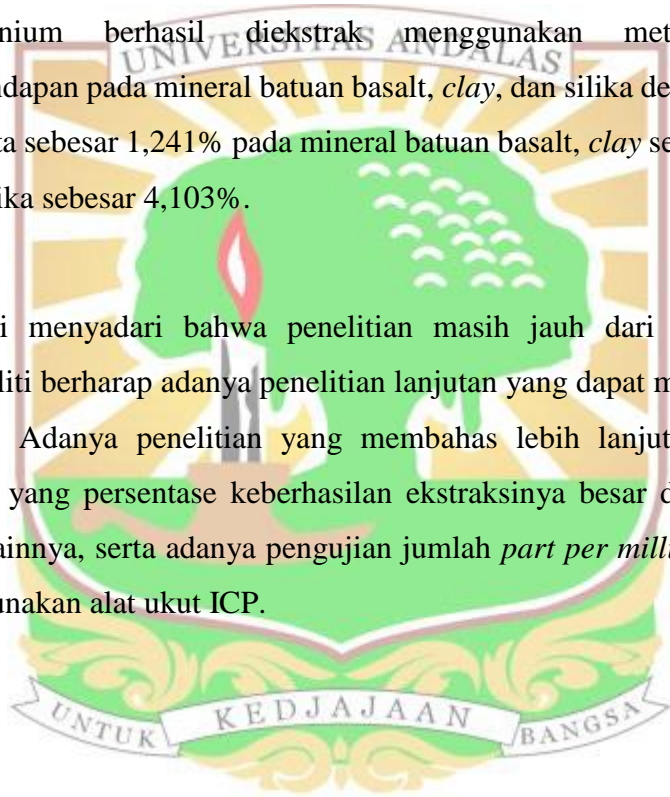 UNIVERSITAS ANDALAS
nium berhasil diekstrak menggunakan met
ndapan pada mineral batuan basalt, clay, dan silika de
ta sebesar 1,241% pada mineral batuan basalt, clay se
ika sebesar 4,103%.
i menyadari bahwa penelitian masih jauh dari
liti berharap adanya penelitian lanjutan yang dapat m
Adanya penelitian yang membahas lebih lanjut
yang persentase keberhasilan ekstraksinya besar d
ainnya, serta adanya pengujian jumlah part per mill
unakan alat ukut ICP.
UNTUK KEDJAJAAN BANGSA